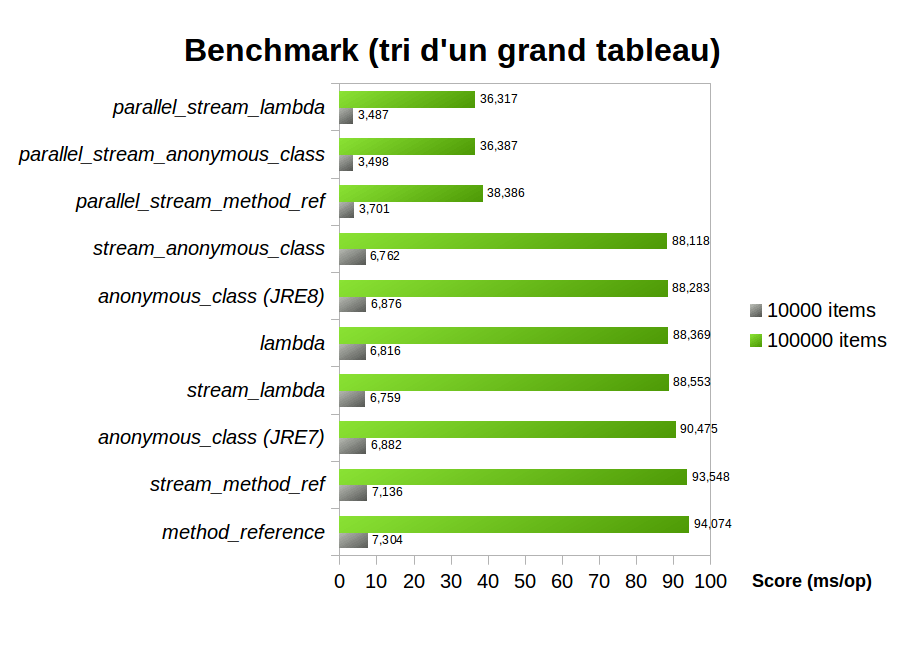 Benchmark (tri d'un grand tableau)
parallel_stream_lambda
36,317
3,487
parallel_stream_anonymous_class
36,387
3,498
parallel_stream_method_ref
38,386
3,701
stream_anonymous_class
88,118
6,762
anonymous_class (JRE8)
88,283
6,876
lambda
88,369
6,816
stream_lambda
88,553
6,759
anonymous_class (JRE7)
90,475
6,882
stream_method_ref
93,548
7,136
method_reference
94,074
7,304
10000 items
100000 items
0 10 20 30 40 50 60 70 80 90 100
Score (ms/op)